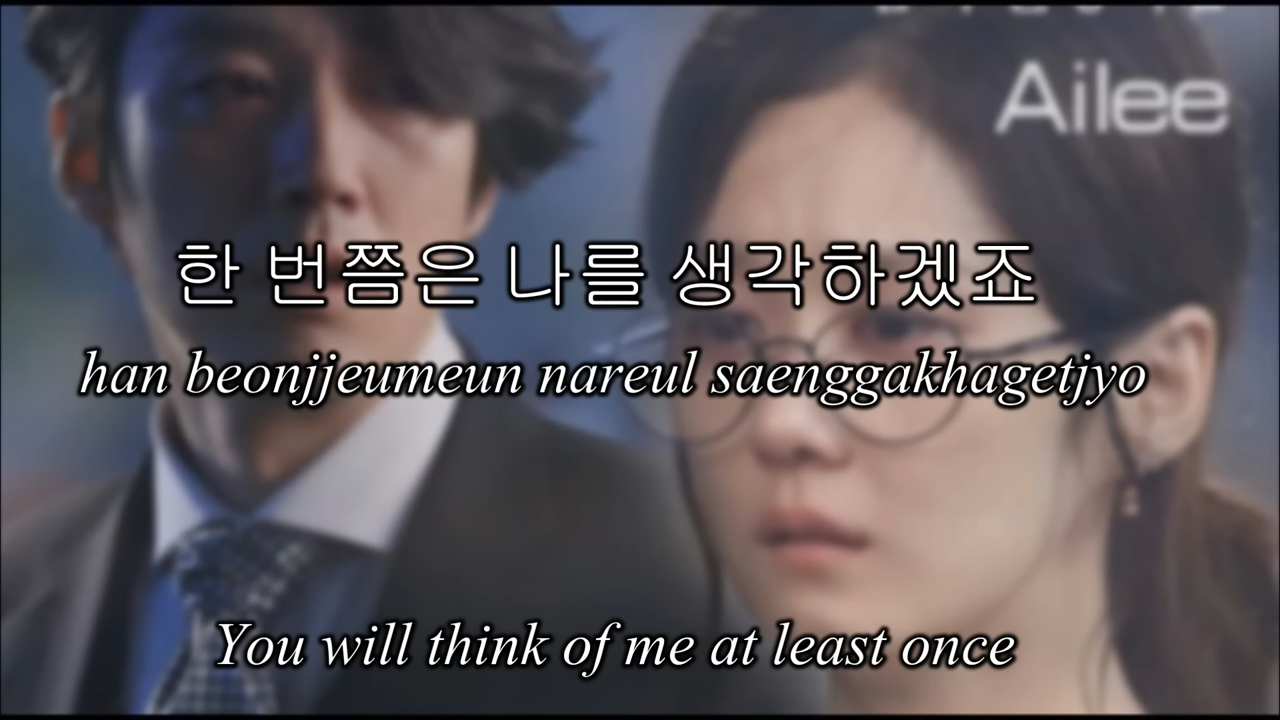 Ailee
한 번쯤은 나를 생각하겠죠
han beonjjeumeun nareul saenggakhagetjyo
You will think of me at least once